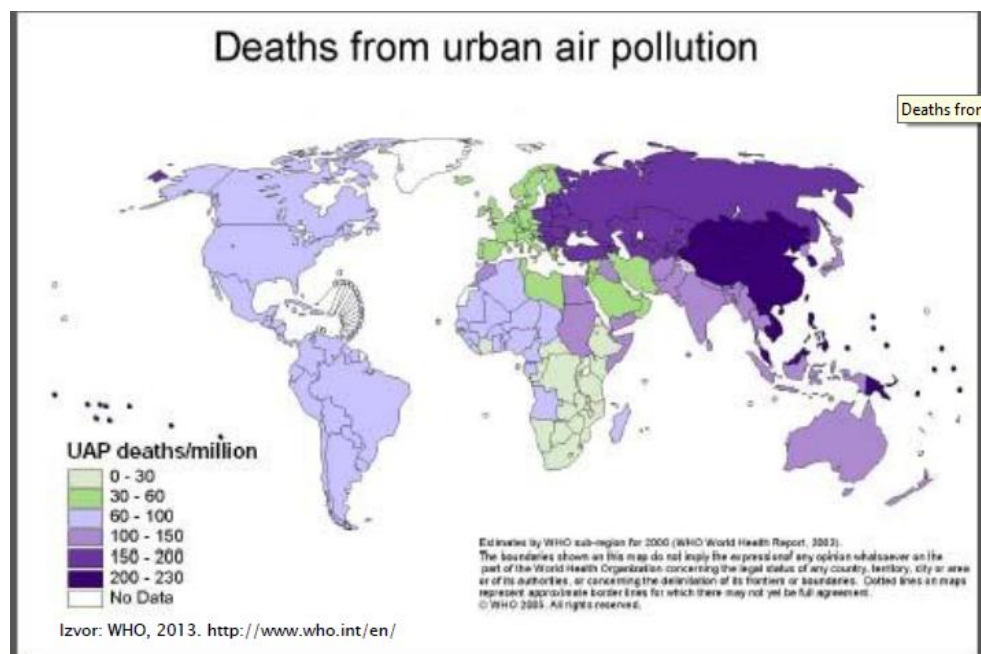 Deaths from urban air pollution
Deaths fror
UAP deaths/million
0 - 30
30 - 60
60 - 100
100 - 150
150 - 200
200 - 230
No Data
Estimates by WHO sub-region for 2000 (WHO World Health Report, 2002).
The boundaries shown on this map do not imply the expression of any opinion whatsoever on the
part of the World Health Organization concerning the legal status of any country, territory, city or area
or of its authorities, or concerning the delimitation of its frontiers or boundaries. Dotted lines on maps
represent approximate border lines for which there may not yet be full agreement.
© WHO 2005. All rights reserved.
Izvor: WHO, 2013. http://www.who.int/en/